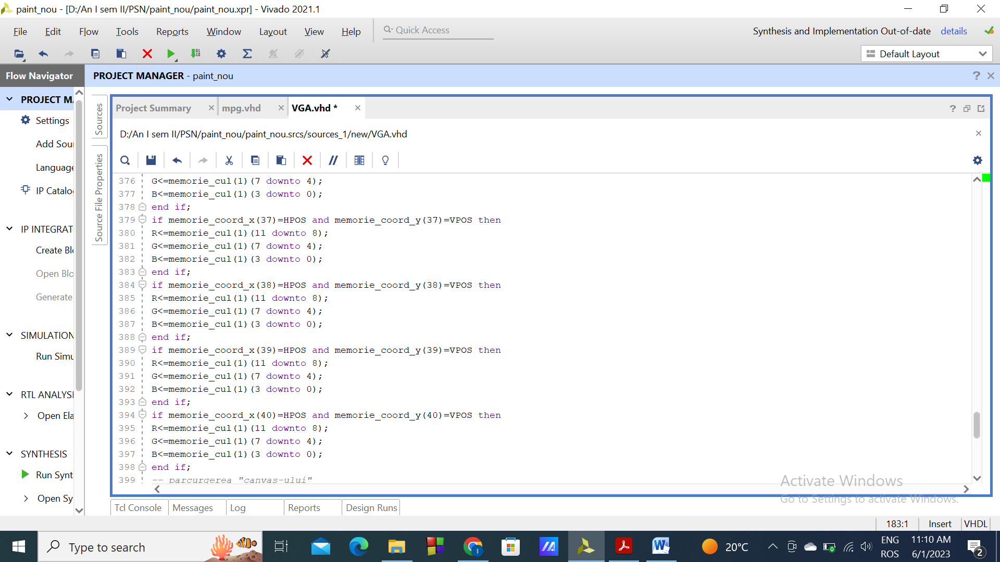 paint_nou - [D:/An I sem II/PSN/paint_nou/paint_nou.xpr] - Vivado 2021.1
File Edit Flow Tools Reports Window Layout View Help
Quick Access
Synthesis and Implementation Out-of-date details
Default Layout
Flow Navigator
PROJECT MANAGER - paint_nou
PROJECT MA
Settings
Add Sou
Language
IP Catalo
IP INTEGRAT
Create Blo
Open Blo
Generate
SIMULATION
Run Simu
RTL ANALYSI
Open Ela
SYNTHESIS
Run Synt
Open Sy
Sources
Source File Properties
Project Summary
mpg.vhd
VGA.vhd *
D:/An I sem II/PSN/paint_nou/paint_nou.srcs/sources_1/new/VGA.vhd
376 G<=memorie_cul(1)(7 downto 4);
377 B<=memorie_cul(1)(3 downto 0);
378 end if;
379 if memorie_coord_x(37)=HPOS and memorie_coord_y(37)=VPOS then
380 R<=memorie_cul(1)(11 downto 8);
381 G<=memorie_cul(1)(7 downto 4);
382 B<=memorie_cul(1)(3 downto 0);
383 end if;
384 if memorie_coord_x(38)=HPOS and memorie_coord_y(38)=VPOS then
385 R<=memorie_cul(1)(11 downto 8);
386 G<=memorie_cul(1)(7 downto 4);
387 B<=memorie_cul(1)(3 downto 0);
388 end if;
389 if memorie_coord_x(39)=HPOS and memorie_coord_y(39)=VPOS then
390 R<=memorie_cul(1)(11 downto 8);
391 G<=memorie_cul(1)(7 downto 4);
392 B<=memorie_cul(1)(3 downto 0);
393 end if;
394 if memorie_coord_x(40)=HPOS and memorie_coord_y(40)=VPOS then
395 R<=memorie_cul(1)(11 downto 8);
396 G<=memorie_cul(1)(7 downto 4);
397 B<=memorie_cul(1)(3 downto 0);
398 end if;
399 -- parcurgerea "canvas-ului"
Activate Windows
Go to Settings to activate Windows.
Tcl Console Messages Log Reports Design Runs
183:1 Insert VHDL
Type to search
20°C
ENG
ROS
11:10 AM
6/1/2023
2